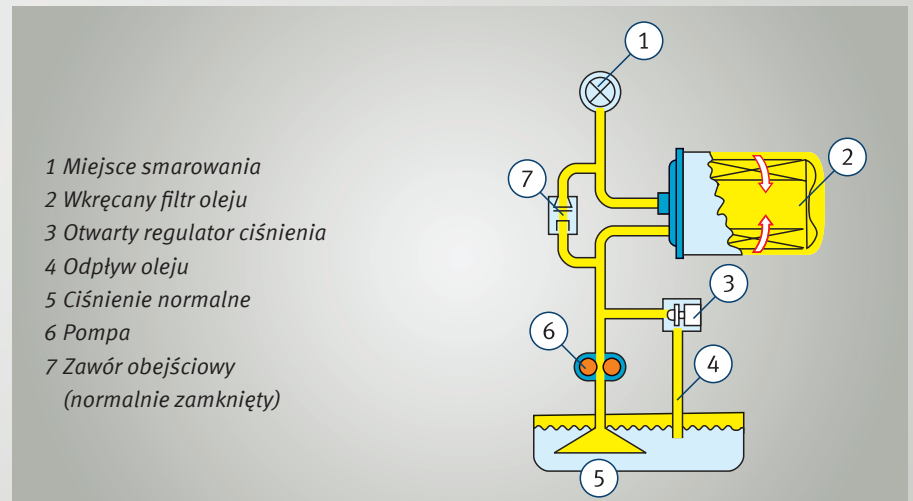 1 Miejsce smarowania
2 Wkręcany filtr oleju
3 Otwarty regulator ciśnienia
4 Odpływ oleju
5 Ciśnienie normalne
6 Pompa
7 Zawór obejściowy
(normalnie zamknięty)
1
2
7
3
6
4
5